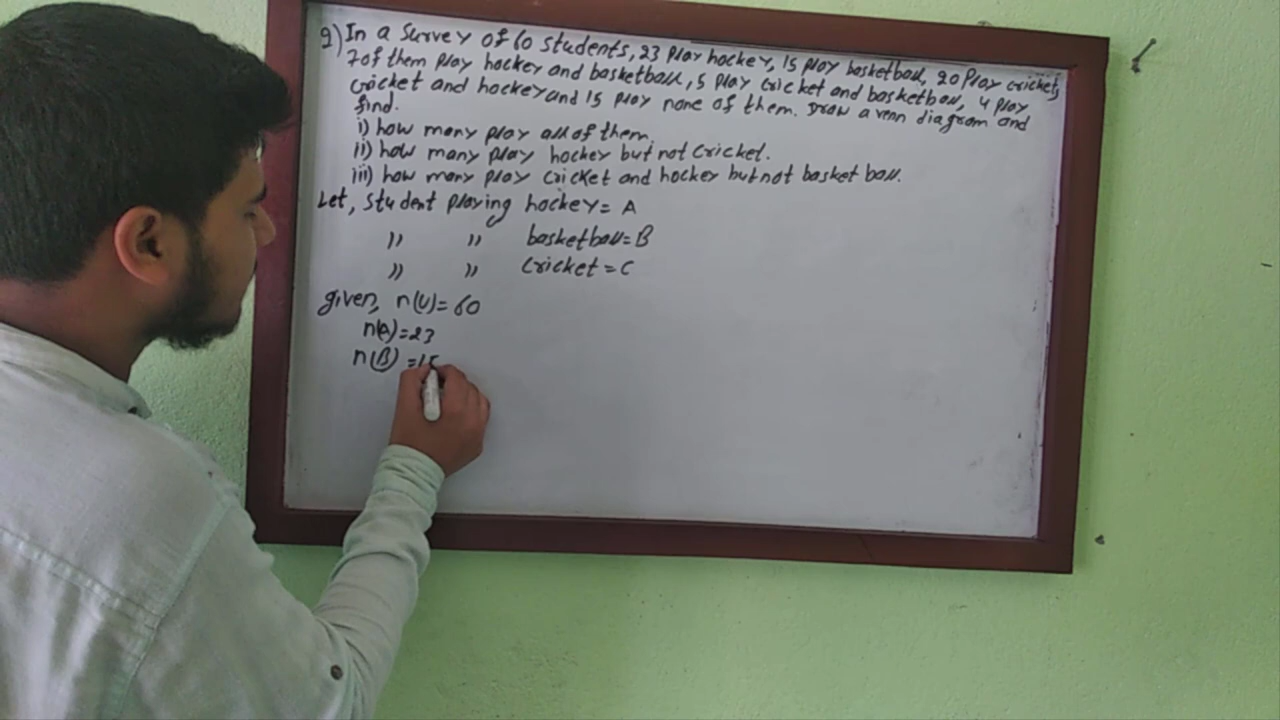 2) In a Survey of 60 students, 23 play hockey, 15 play basketball, 20 play cricket,
7 of them play hockey and basketball, 5 play cricket and basketball, 4 play
cricket and hockey and 15 play none of them. Draw a venn diagram and
find.
i) how many play all of them.
ii) how many play hockey but not cricket.
iii) how many play cricket and hockey but not basket ball.
Let, student playing hockey = A
" " basketball = B
" " Cricket = C
given, n(U) = 60
n(A) = 23
n(B) = 15